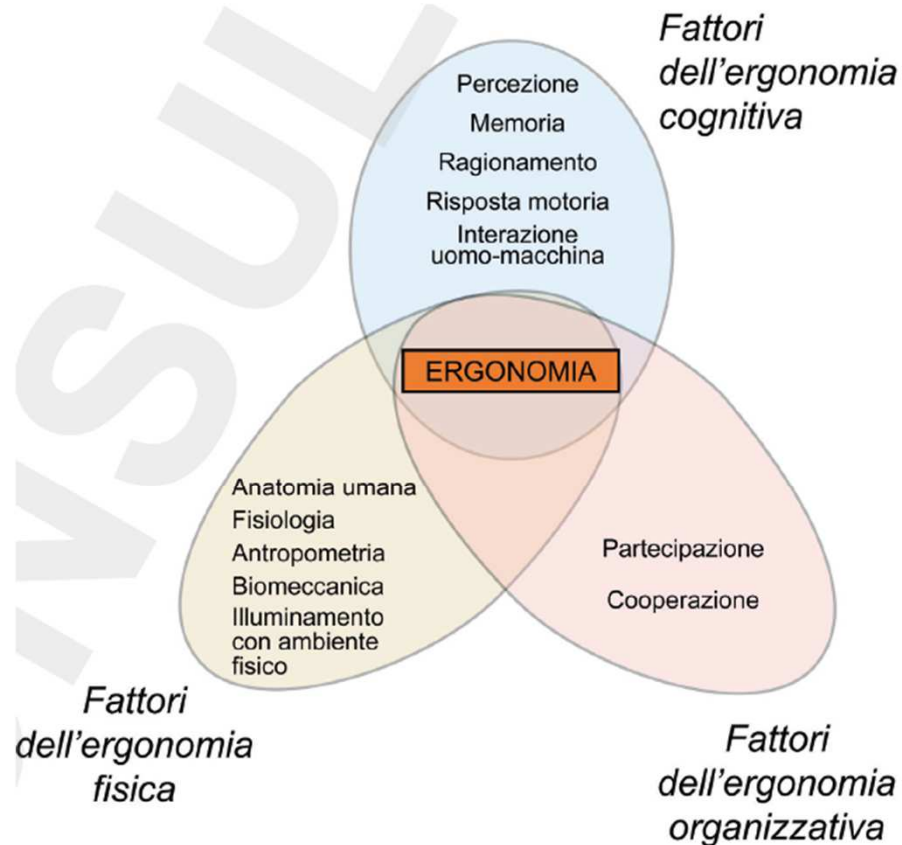 Fattori
dell'ergonomia
cognitiva
Percezione
Memoria
Ragionamento
Risposta motoria
Interazione
uomo-macchina
ERGONOMIA
Anatomia umana
Fisiologia
Antropometria
Biomeccanica
Illuminamento
con ambiente
fisico
Partecipazione
Cooperazione
Fattori
dell'ergonomia
fisica
Fattori
dell'ergonomia
organizzativa